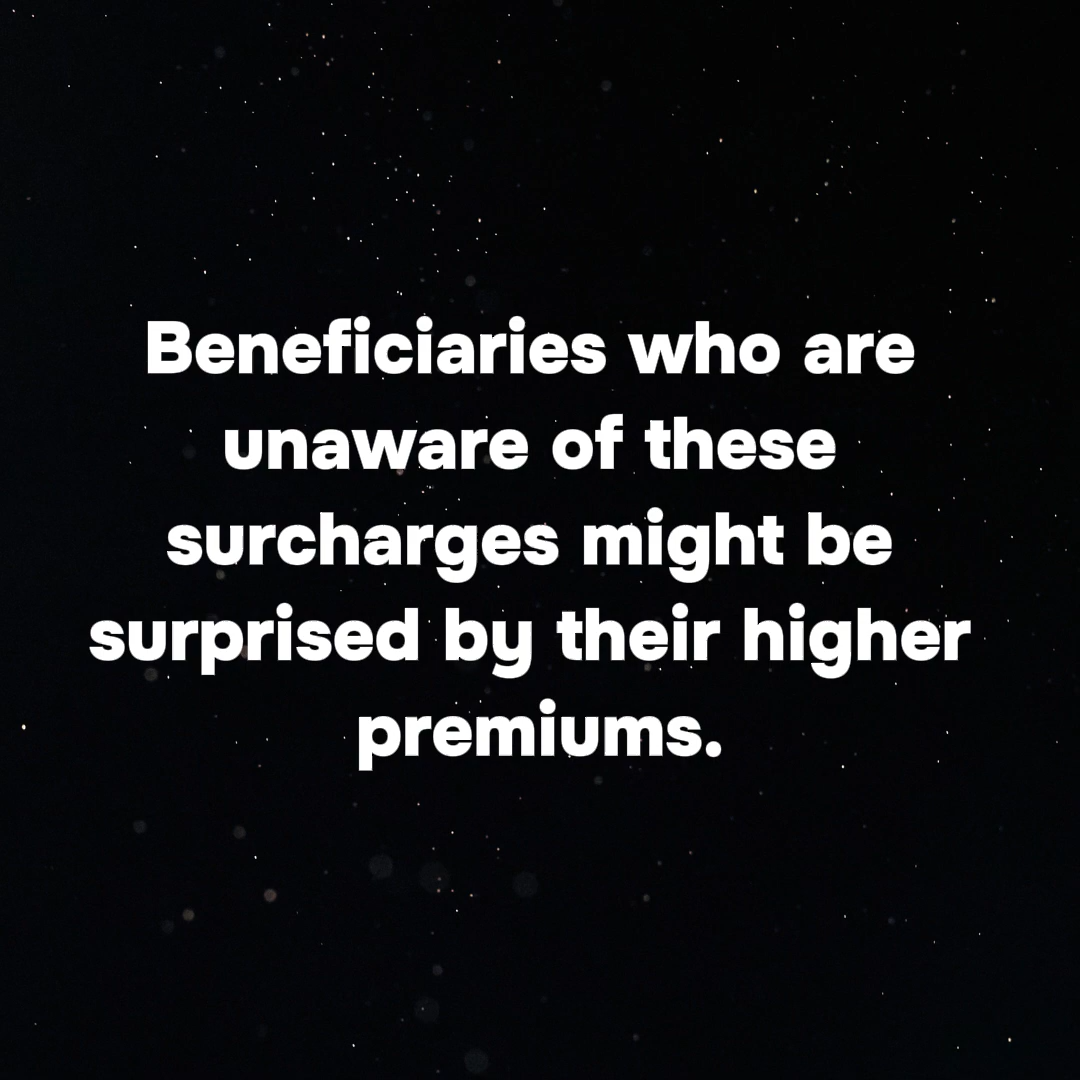 Beneficiaries who are
unaware of these
surcharges might be
surprised by their higher
premiums.